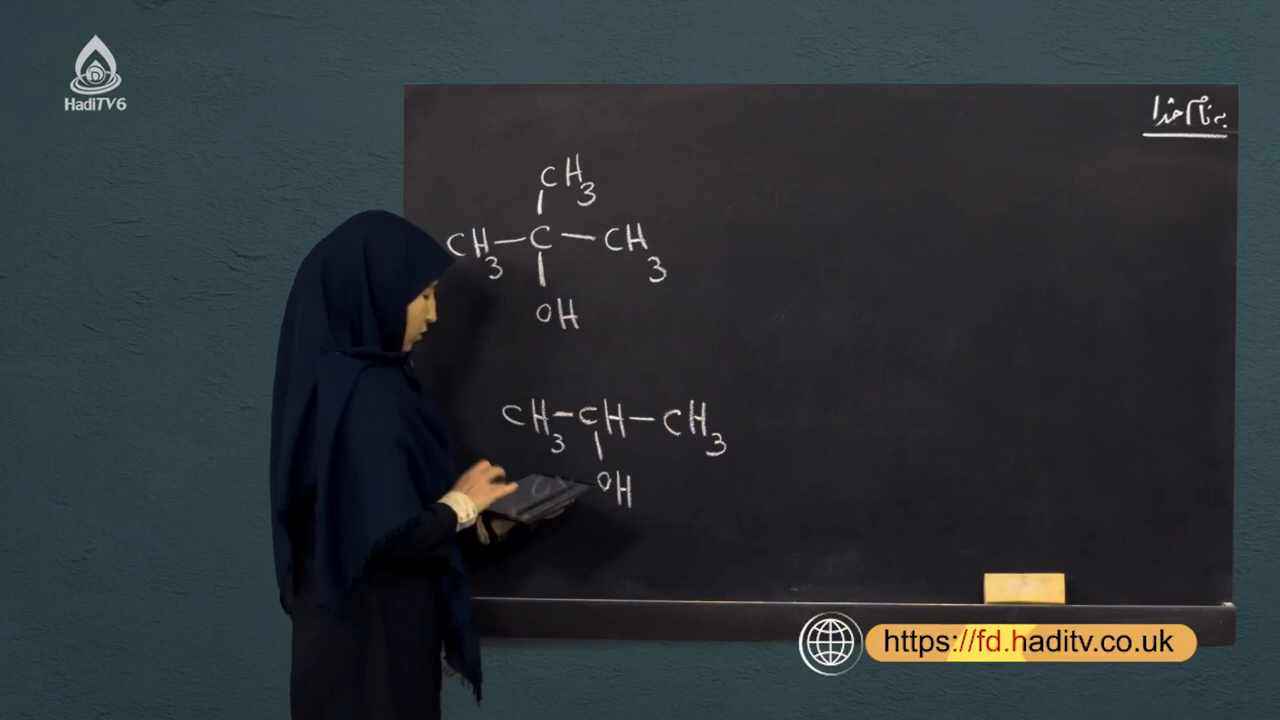 HadiTV6
به نام خدا
CH3
CH3—C—CH3
OH
CH3-CH—CH3
OH
https://fd.haditv.co.uk